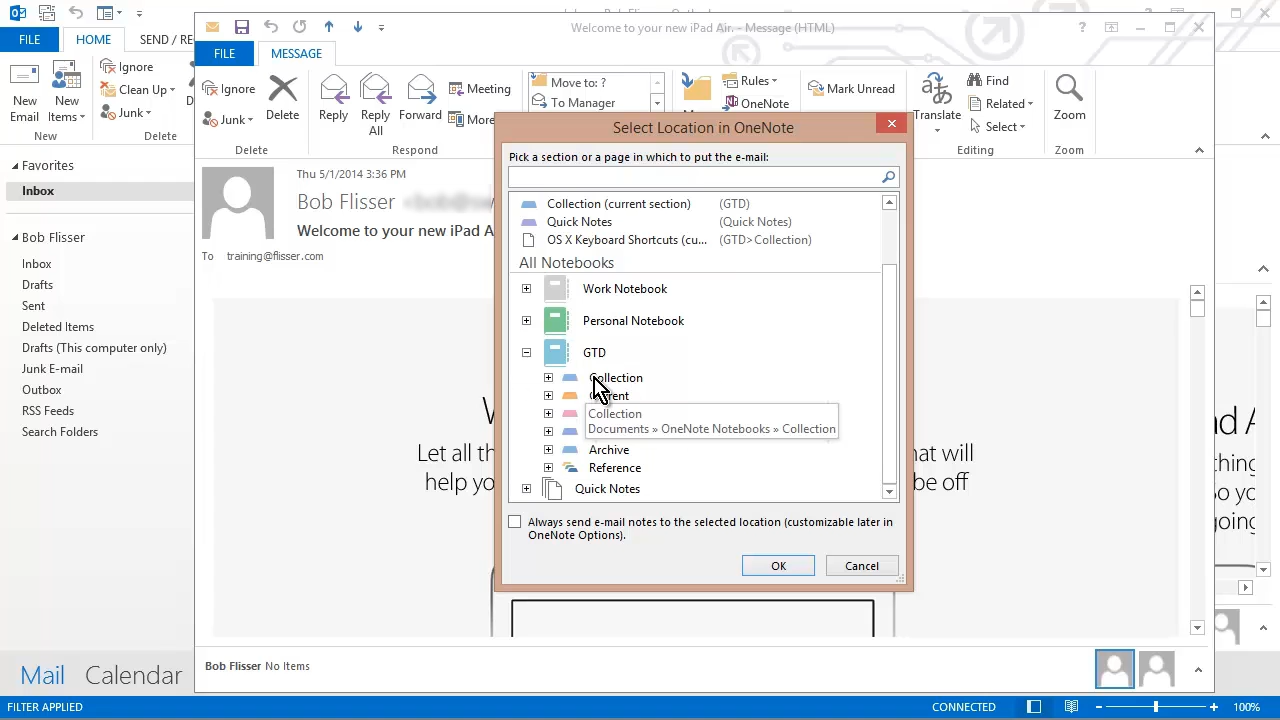 Welcome to your new iPad Air. - Message (HTML)
FILE
HOME
SEND / RE
FILE
MESSAGE
New Email
New Items
Ignore
Clean Up
Junk
New
Delete
Ignore
Junk
Delete
Delete
Reply
Reply All
Forward
Meeting
More
Respond
Move to: ?
To Manager
Rules
OneNote
Mark Unread
Translate
Find
Related
Select
Editing
Zoom
Zoom
Favorites
Inbox
Bob Flisser
Inbox
Drafts
Sent
Deleted Items
Drafts (This computer only)
Junk E-mail
Outbox
RSS Feeds
Search Folders
Thu 5/1/2014 3:36 PM
Bob Flisser
Welcome to your new iPad A
To training@flisser.com
Select Location in OneNote
Pick a section or a page in which to put the e-mail:
Collection (current section) (GTD)
Quick Notes (Quick Notes)
OS X Keyboard Shortcuts (cu... (GTD>Collection)
All Notebooks
Work Notebook
Personal Notebook
GTD
Collection
Collection
Documents » OneNote Notebooks » Collection
Archive
Reference
Quick Notes
Always send e-mail notes to the selected location (customizable later in
OneNote Options).
OK
Cancel
Let all th
hat will
help yo
be off
nd A
thing
So yo
going
Bob Flisser No Items
Mail Calendar
FILTER APPLIED
CONNECTED
100%